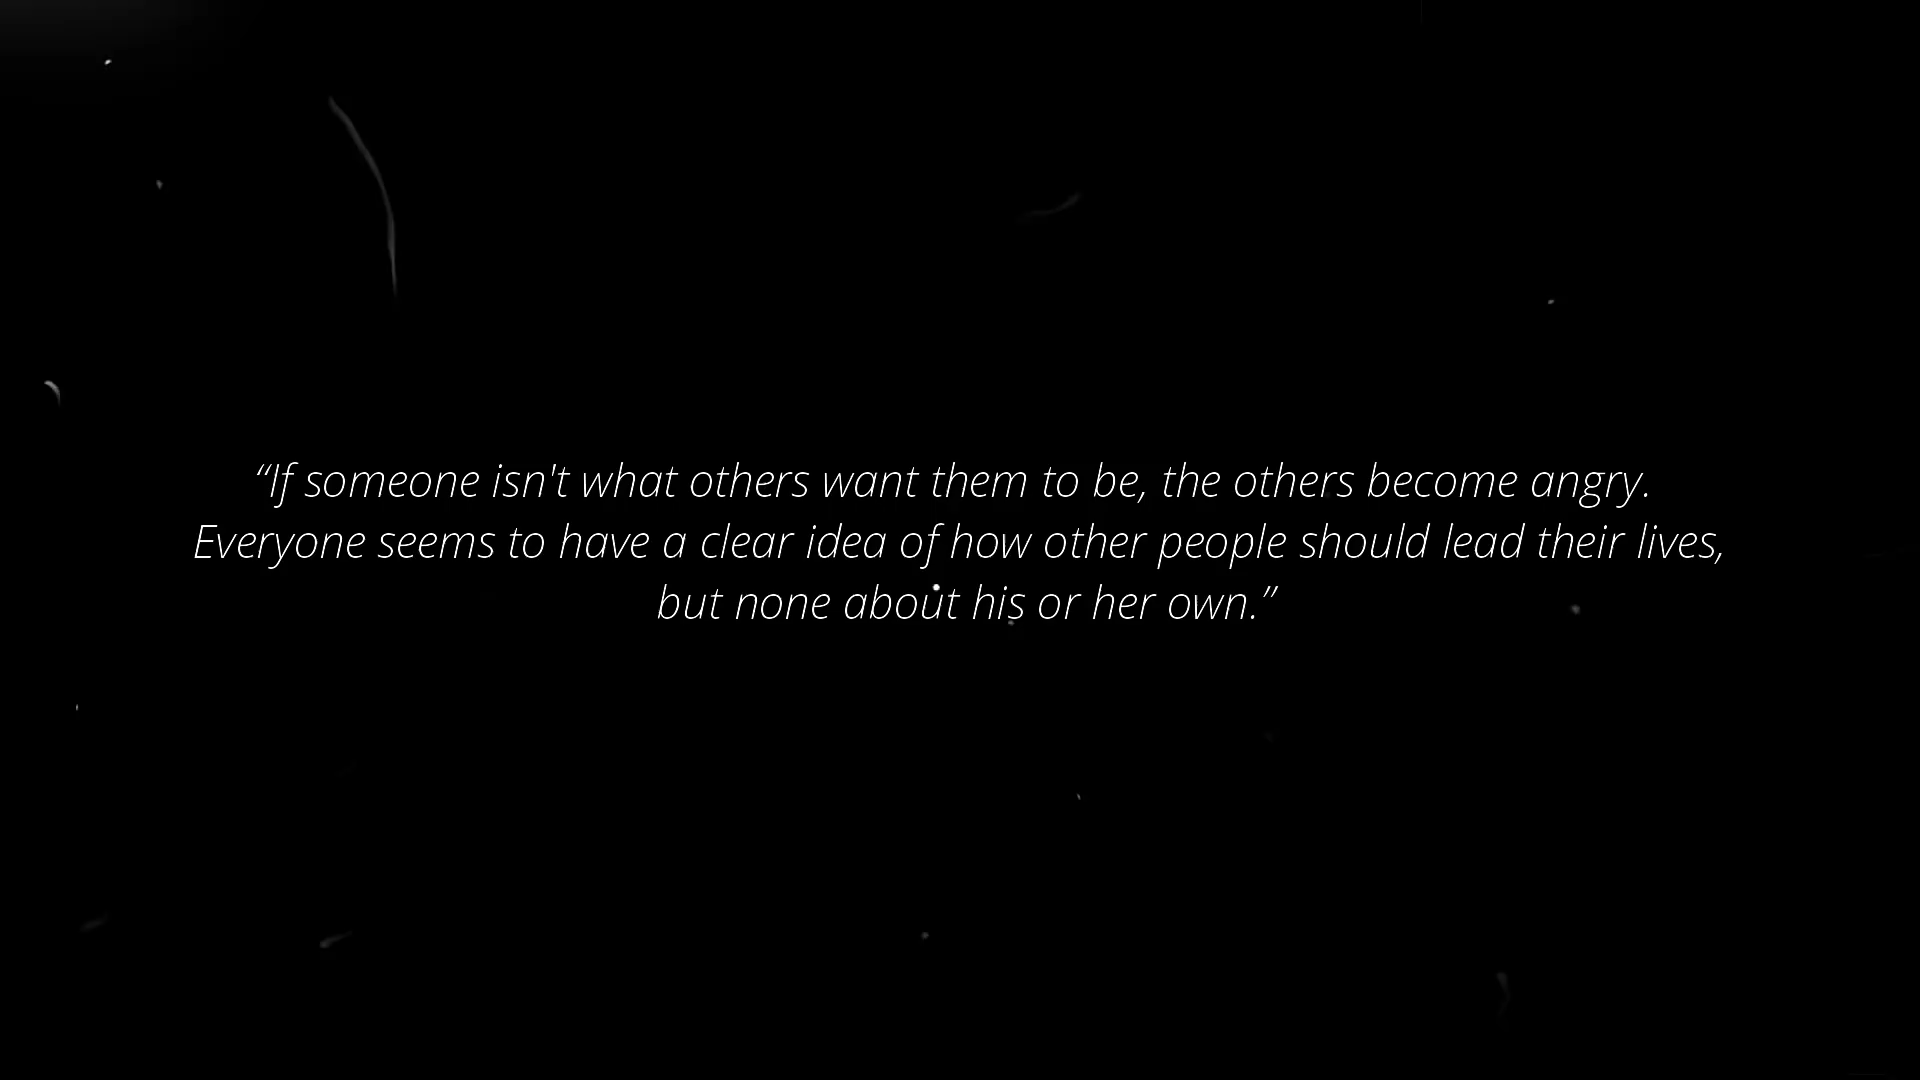 “If someone isn't what others want them to be, the others become angry.
Everyone seems to have a clear idea of how other people should lead their lives,
but none about his or her own.”